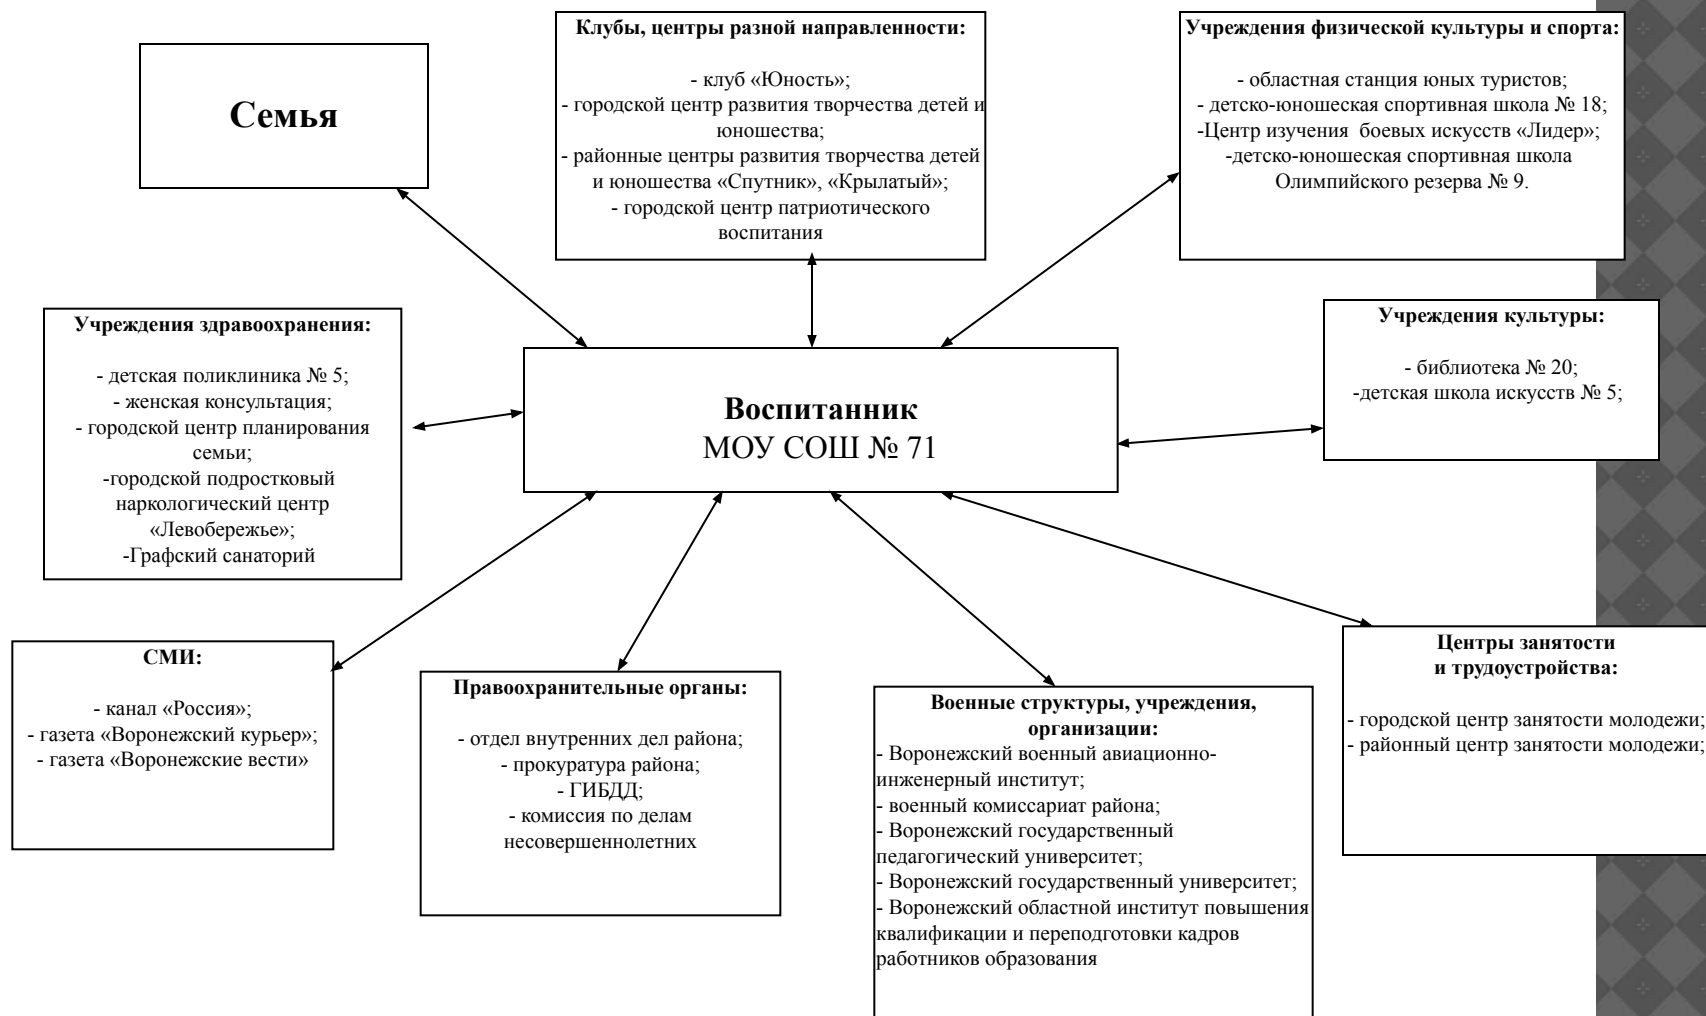 Семья
Клубы, центры разной направленности:
- клуб «Юность»;
- городской центр развития творчества детей и
юношества;
- районные центры развития творчества детей
и юношества «Спутник», «Крылатый»;
- городской центр патриотического
воспитания
Учреждения физической культуры и спорта:
- областная станция юных туристов;
- детско-юношеская спортивная школа № 18;
-Центр изучения боевых искусств «Лидер»;
-детско-юношеская спортивная школа
Олимпийского резерва № 9.
Учреждения здравоохранения:
- детская поликлиника № 5;
- женская консультация;
- городской центр планирования
семьи;
-городской подростковый
наркологический центр
«Левобережье»;
-Графский санаторий
Воспитанник
МОУ СОШ № 71
Учреждения культуры:
- библиотека № 20;
-детская школа искусств № 5;
СМИ:
- канал «Россия»;
- газета «Воронежский курьер»;
- газета «Воронежские вести»
Правоохранительные органы:
- отдел внутренних дел района;
- прокуратура района;
- ГИБДД;
- комиссия по делам
несовершеннолетних
Военные структуры, учреждения,
организации:
- Воронежский военный авиационно-
инженерный институт;
- военный комиссариат района;
- Воронежский государственный
педагогический университет;
- Воронежский государственный университет;
- Воронежский областной институт повышения
квалификации и переподготовки кадров
работников образования
Центры занятости
и трудоустройства:
- городской центр занятости молодежи;
- районный центр занятости молодежи;